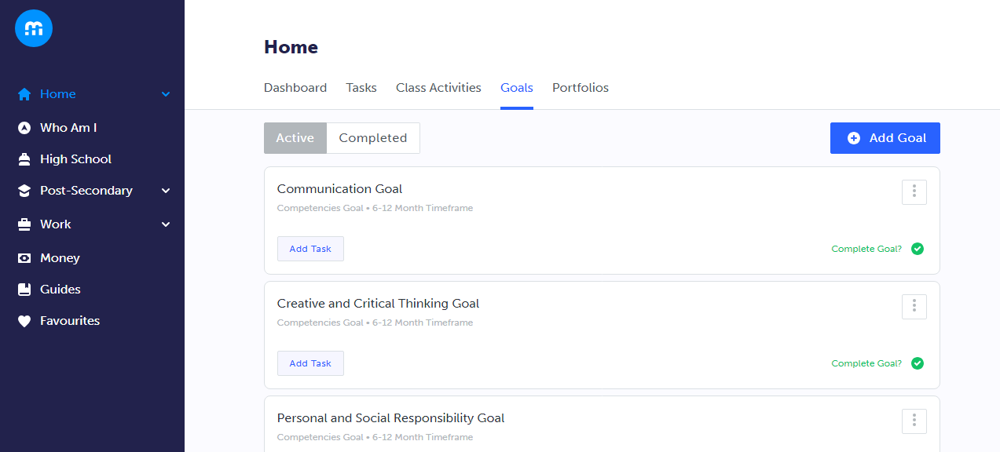 Home
Who Am I
High School
Post-Secondary
Work
Money
Guides
Favourites
Home
Dashboard Tasks Class Activities Goals Portfolios
Active Completed Add Goal
Communication Goal
Competencies Goal • 6-12 Month Timeframe
Add Task Complete Goal?
Creative and Critical Thinking Goal
Competencies Goal • 6-12 Month Timeframe
Add Task Complete Goal?
Personal and Social Responsibility Goal
Competencies Goal • 6-12 Month Timeframe